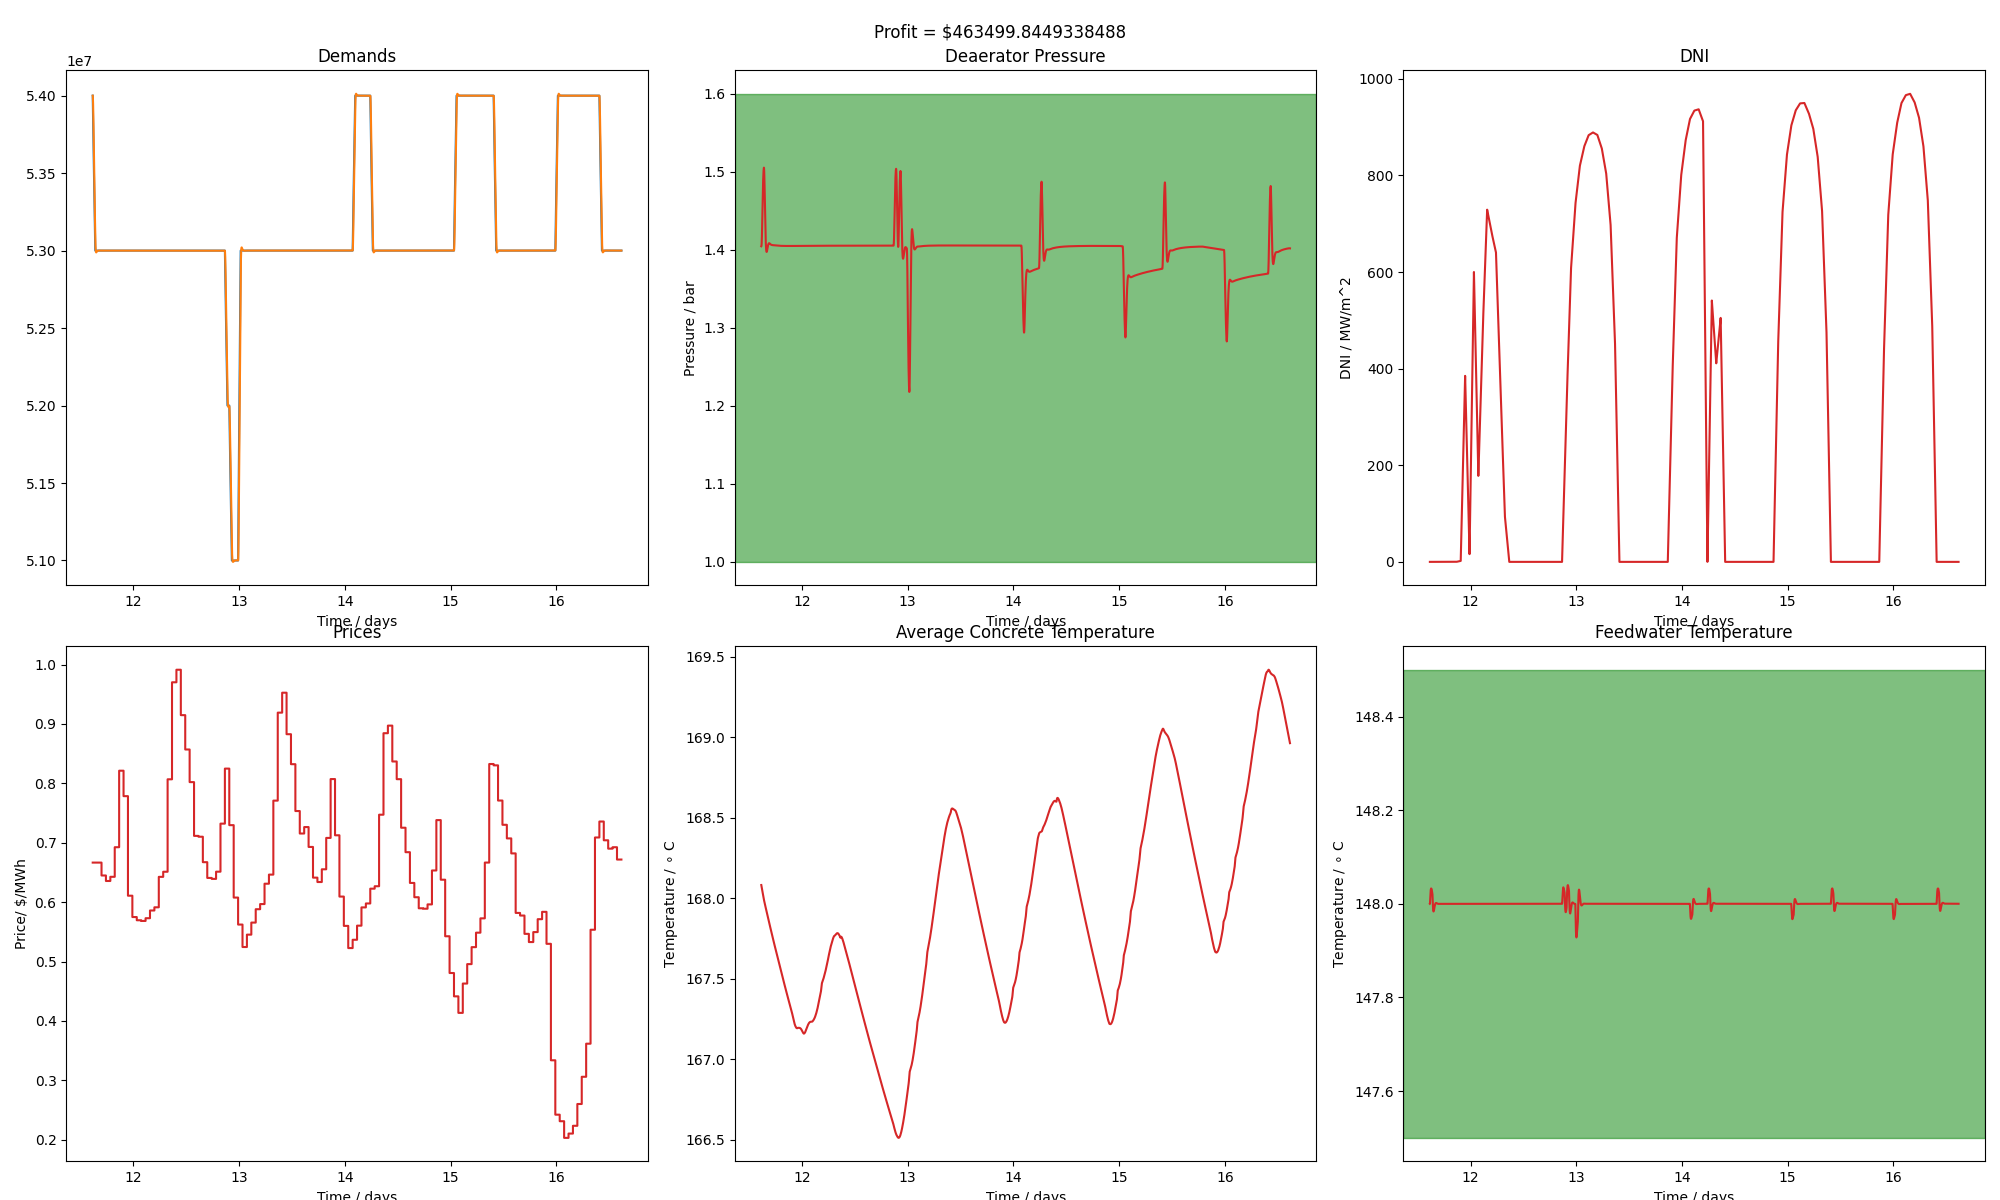 Profit = $463499.8449338488
Demands
1e7
5.40
5.35
5.30
5.25
5.20
5.15
5.10
12 13 14 15 16
Time / days
Deaerator Pressure
Pressure / bar
1.6
1.5
1.4
1.3
1.2
1.1
1.0
12 13 14 15 16
Time / days
DNI
DNI / MW/m^2
1000
800
600
400
200
0
12 13 14 15 16
Time / days
Prices
Price/ $/MWh
1.0
0.9
0.8
0.7
0.6
0.5
0.4
0.3
0.2
12 13 14 15 16
Time / days
Average Concrete Temperature
Temperature / ∘ C
169.5
169.0
168.5
168.0
167.5
167.0
166.5
12 13 14 15 16
Time / days
Feedwater Temperature
Temperature / ∘ C
148.4
148.2
148.0
147.8
147.6
12 13 14 15 16
Time / days